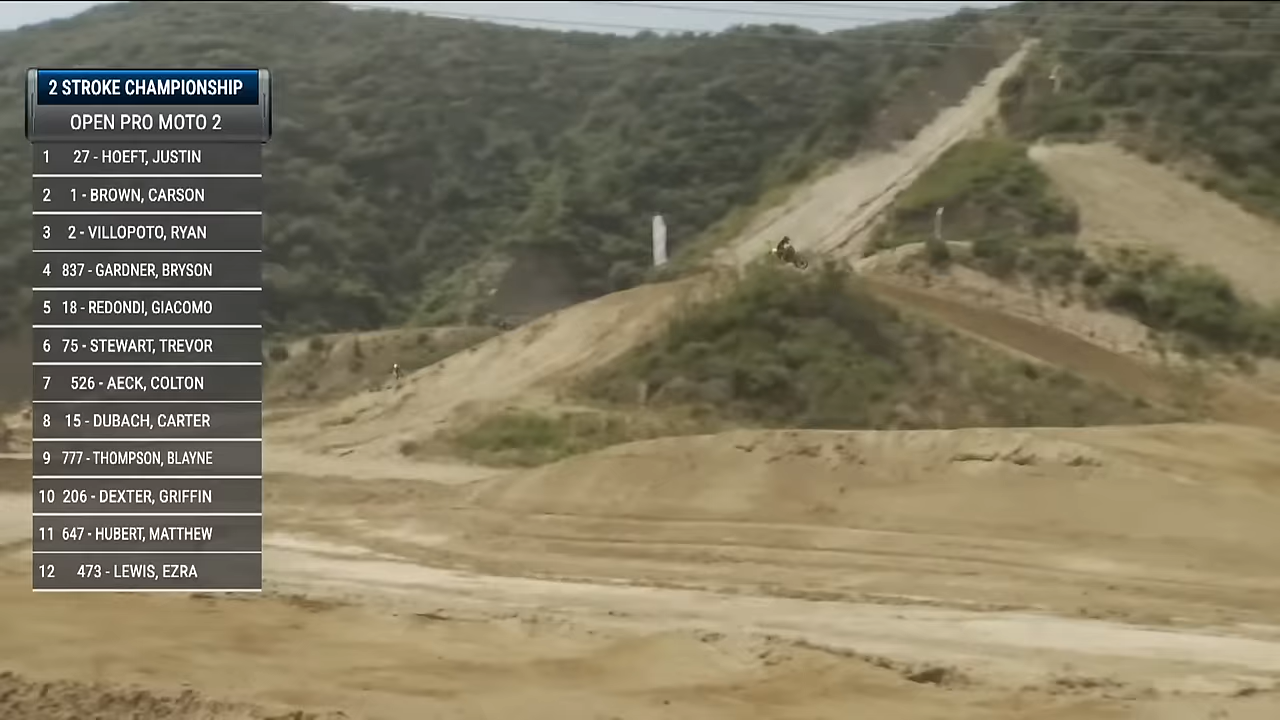 2 STROKE CHAMPIONSHIP
OPEN PRO MOTO 2
1 27 - HOEFT, JUSTIN
2 1 - BROWN, CARSON
3 2 - VILLOPOTO, RYAN
4 837 - GARDNER, BRYSON
5 18 - REDONDI, GIACOMO
6 75 - STEWART, TREVOR
7 526 - AECK, COLTON
8 15 - DUBACH, CARTER
9 777 - THOMPSON, BLAYNE
10 206 - DEXTER, GRIFFIN
11 647 - HUBERT, MATTHEW
12 473 - LEWIS, EZRA